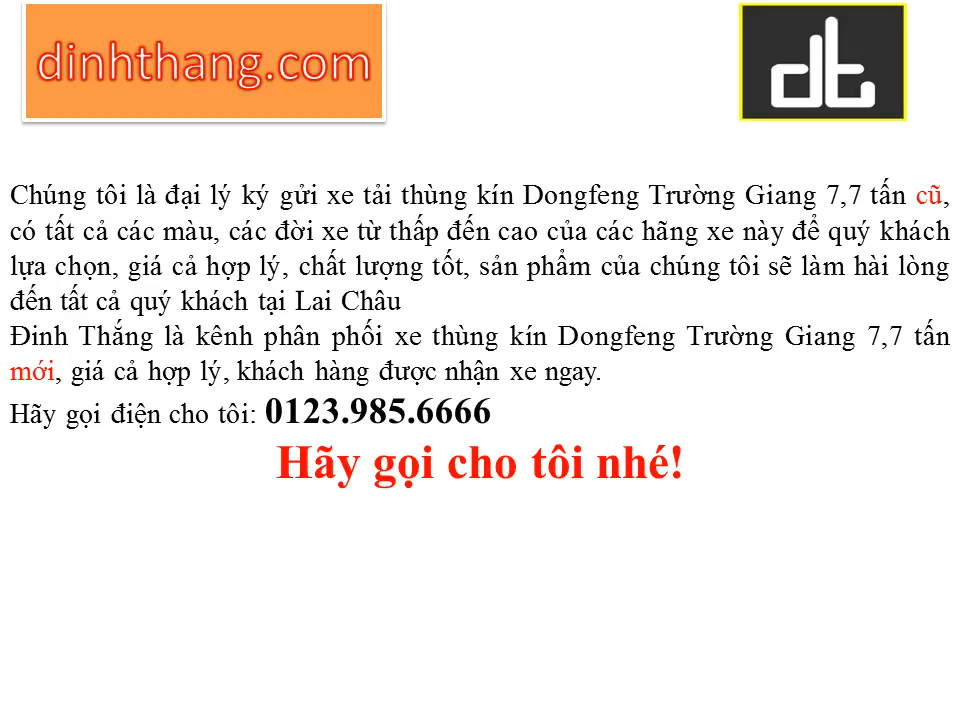 dinhthang.com
dt
Chúng tôi là đại lý ký gửi xe tải thùng kín Dongfeng Trường Giang 7,7 tấn cũ,
có tất cả các màu, các đời xe từ thấp đến cao của các hãng xe này để quý khách
lựa chọn, giá cả hợp lý, chất lượng tốt, sản phẩm của chúng tôi sẽ làm hài lòng
đến tất cả quý khách tại Lai Châu
Đinh Thắng là kênh phân phối xe thùng kín Dongfeng Trường Giang 7,7 tấn
mới, giá cả hợp lý, khách hàng được nhận xe ngay.
Hãy gọi điện cho tôi: 0123.985.6666
Hãy gọi cho tôi nhé!